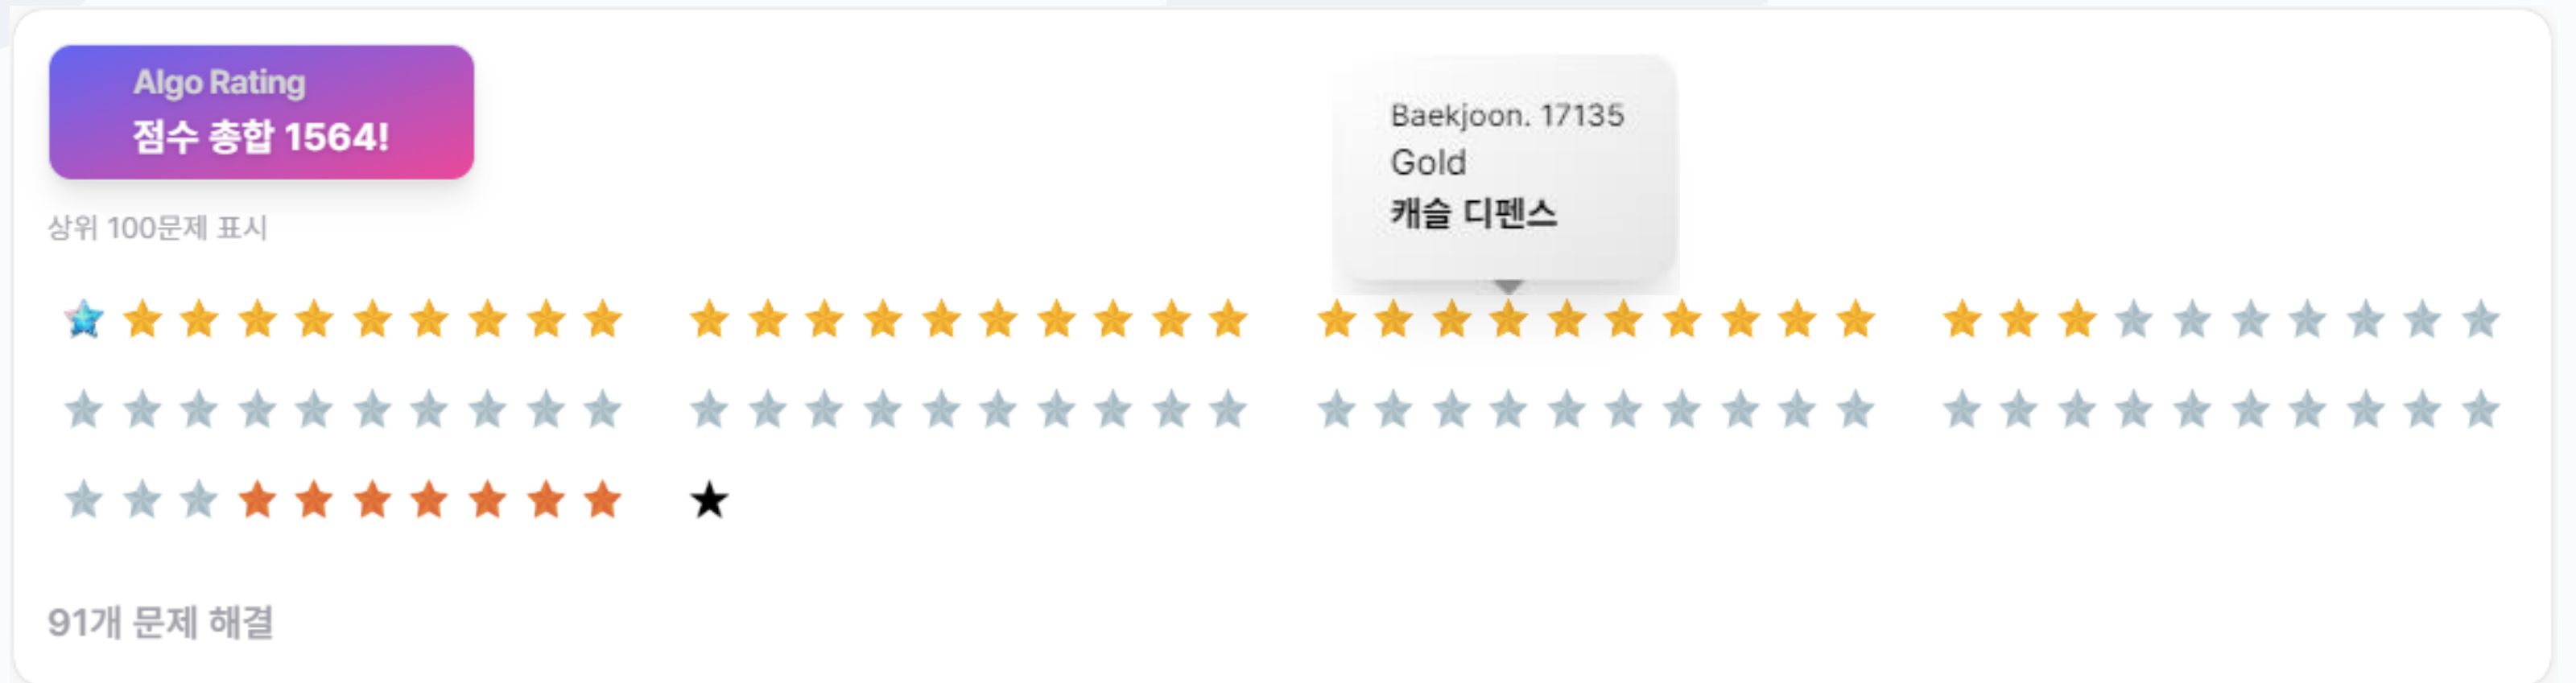 Algo Rating
점수 총합 1564!
상위 100문제 표시
Baekjoon. 17135
Gold
캐슬 디펜스
91개 문제 해결